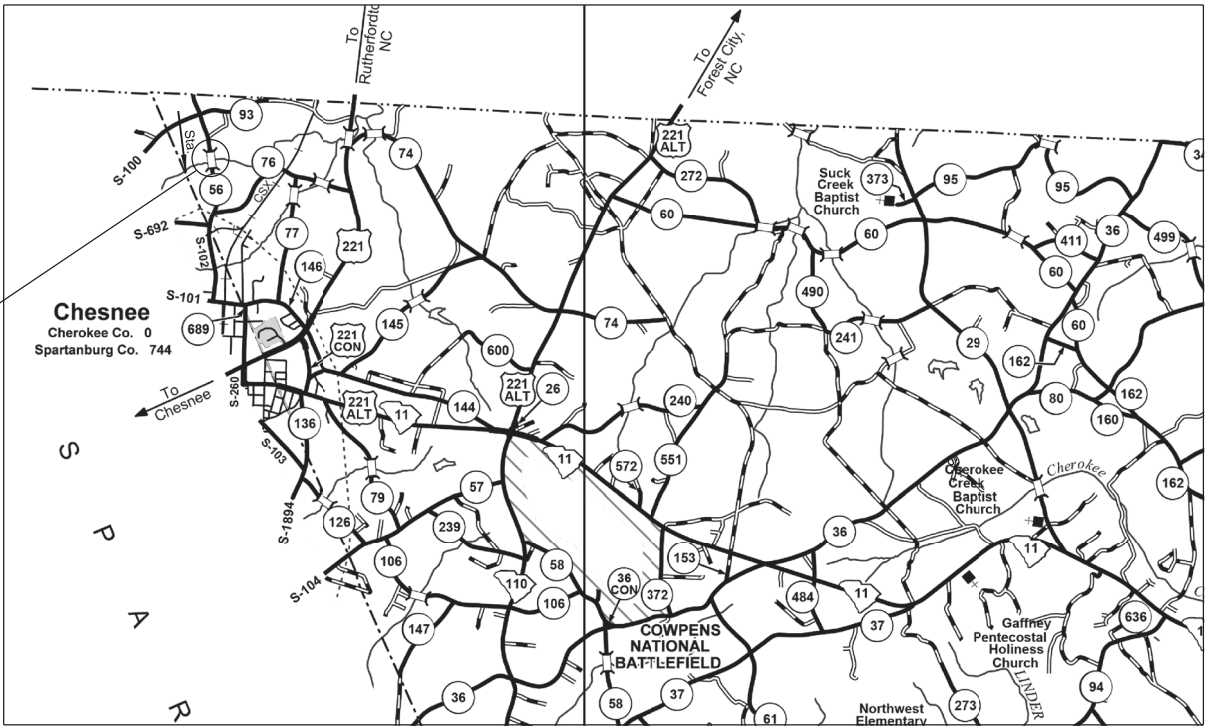 To
Rutherfordto
NC
To
Forest City,
NC
93
Sta.
S-100
76
74
56
CSX
221
ALT
272
Suck
Creek
Baptist
Church
373
95
95
34
S-692
S-102
77
221
60
60
411
36
499
60
146
S-101
490
Chesnee
Cherokee Co. 0
Spartanburg Co. 744
689
221
CON
145
74
241
29
60
162
600
S-260
To
Chesnee
221
ALT
11
144
221
ALT
26
240
80
162
160
136
S-103
11
572
551
Cherokee
Creek
Baptist
Church
Cherokee
162
57
79
S-1894
126
239
36
11
153
106
58
S-104
110
106
36
CON
372
484
11
147
COWPENS
NATIONAL
BATTLEFIELD
37
Gaffney
Pentecostal
Holiness
Church
636
LINDER
94
36
58
37
61
273
Northwest
Elementary
S
P
A
R